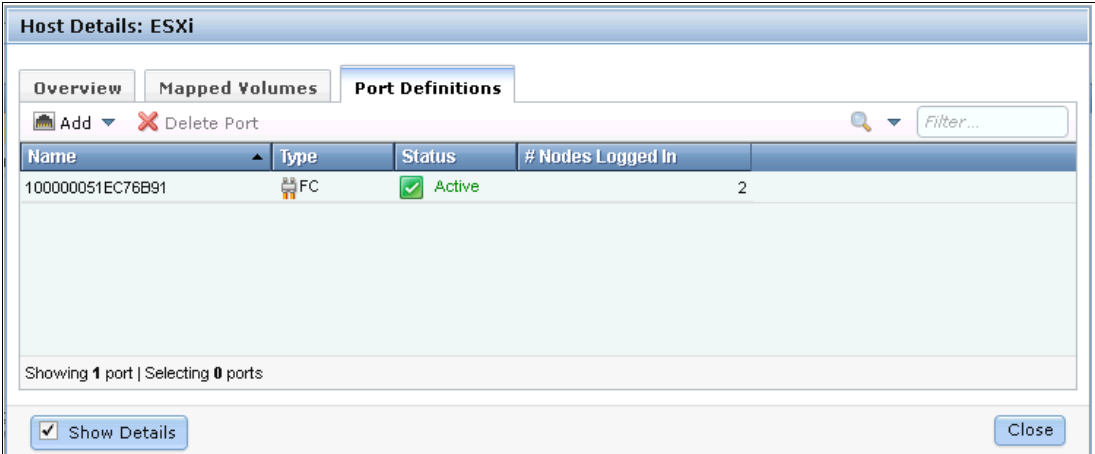 Host Details: ESXi
Overview Mapped Volumes Port Definitions
Add Delete Port Filter...
Name Type Status # Nodes Logged In
100000051EC76B91 FC Active 2
Showing 1 port | Selecting 0 ports
Show Details Close